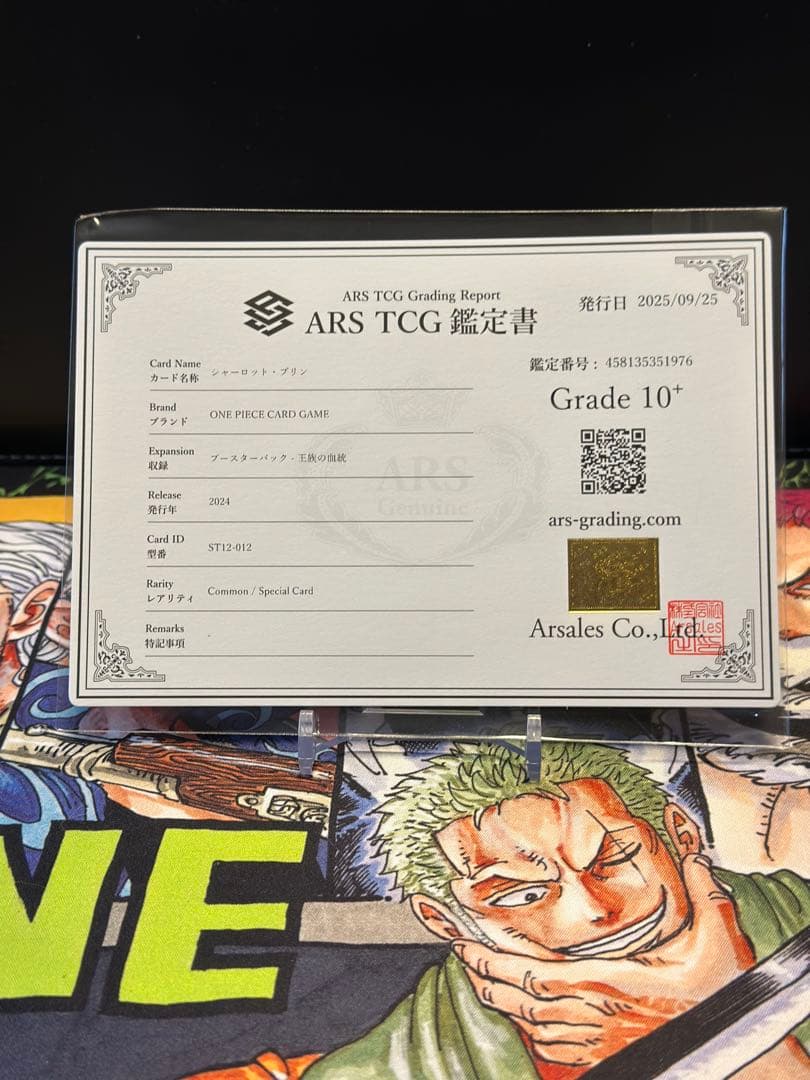 ARS TCG Grading Report
ARS TCG 鑑定書
発行日 2025/09/25
Card Name
カード名称 シャーロット・プリン
Brand
ブランド ONE PIECE CARD GAME
Expansion
収録 ブースターパック - 王族の血統
Release
発行年 2024
Card ID
型番 ST12-012
Rarity
レアリティ Common / Special Card
Remarks
特記事項 -
鑑定番号： 458135351976
Grade 10+
ars-grading.com
Arsales Co.,Ltd.
ARS
Genuine
Arsales
NE